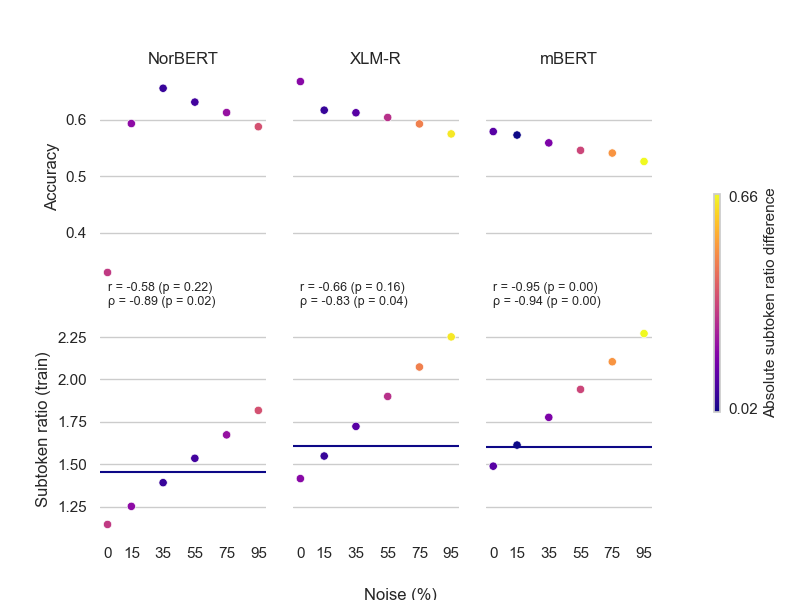 NorBERT XLM-R mBERT
Accuracy
0.6
0.5
0.4
r = -0.58 (p = 0.22)
ρ = -0.89 (p = 0.02)
r = -0.66 (p = 0.16)
ρ = -0.83 (p = 0.04)
r = -0.95 (p = 0.00)
ρ = -0.94 (p = 0.00)
Subtoken ratio (train)
2.25
2.00
1.75
1.50
1.25
0 15 35 55 75 95
0 15 35 55 75 95
0 15 35 55 75 95
Noise (%)
0.66
0.02
Absolute subtoken ratio difference